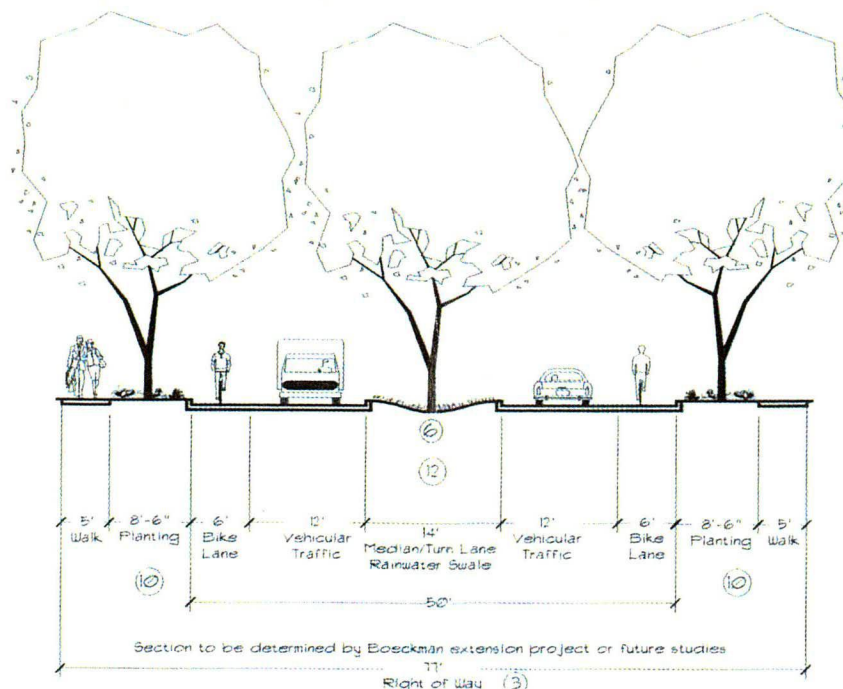 6
12
5' 8'-6" 6' 12' 14' 12' 6' 8'-6" 5'
Walk Planting Bike Vehicular Median/Turn Lane Vehicular Bike Planting Walk
Lane Traffic Rainwater Swale Traffic Lane
10 10
50'
Section to be determined by Boeckman extension project or future studies
77'
Right of Way 3